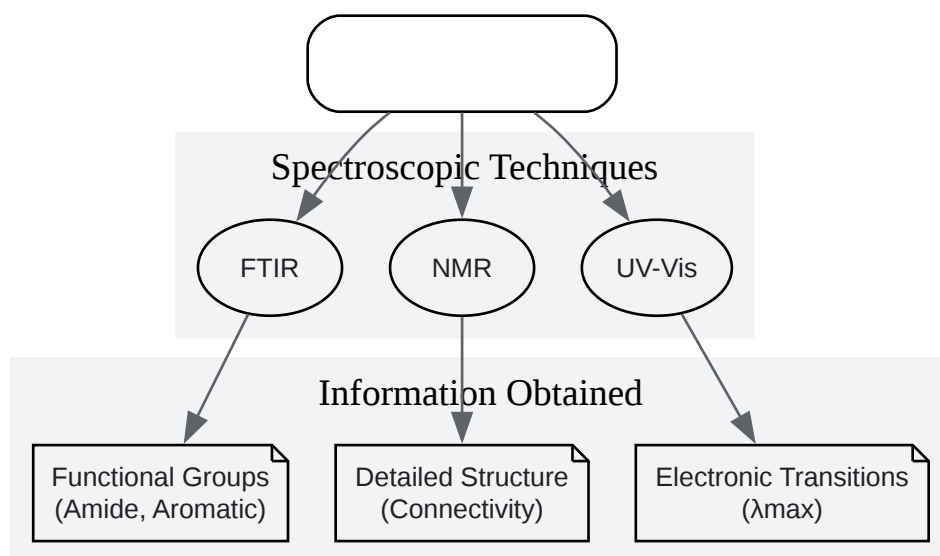 Spectroscopic Techniques
FTIR
NMR
UV-Vis
Information Obtained
Functional Groups
(Amide, Aromatic)
Detailed Structure
(Connectivity)
Electronic Transitions
(λmax)